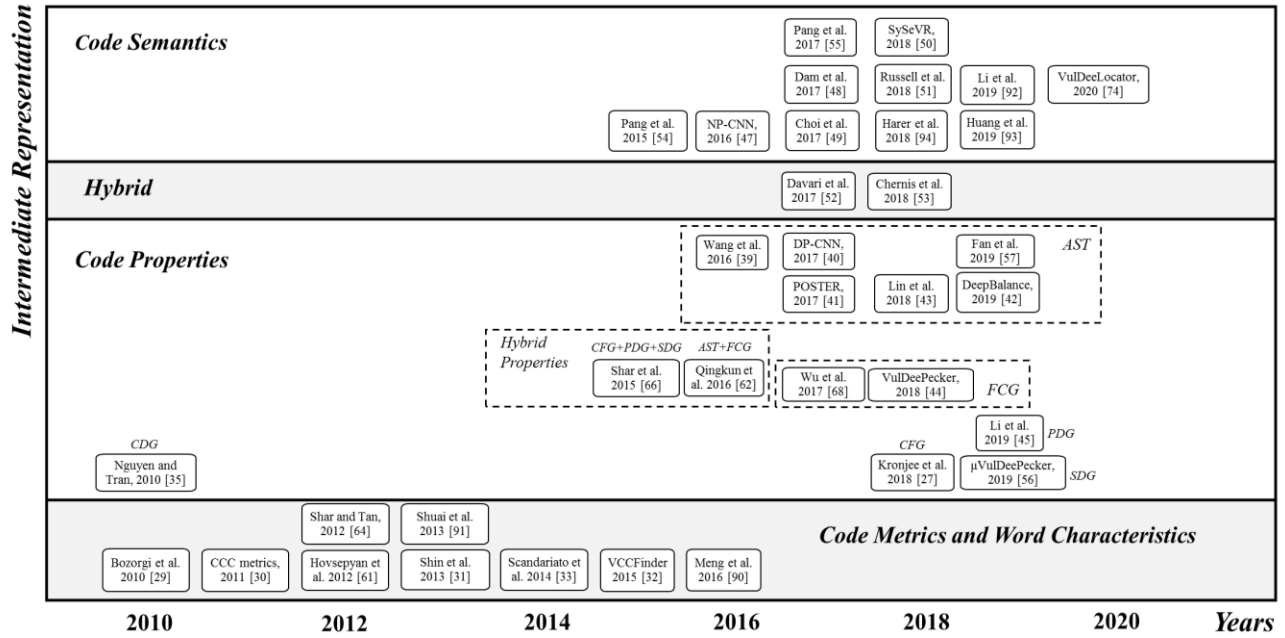 Intermediate Representation
Code Semantics
Pang et al.
2017 [55]
SySeVR,
2018 [50]
Dam et al.
2017 [48]
Russell et al.
2018 [51]
Li et al.
2019 [92]
VulDeeLocator,
2020 [74]
Pang et al.
2015 [54]
NP-CNN,
2016 [47]
Choi et al.
2017 [49]
Harer et al.
2018 [94]
Huang et al.
2019 [93]
Hybrid
Davari et al.
2017 [52]
Chernis et al.
2018 [53]
Code Properties
Wang et al.
2016 [39]
DP-CNN,
2017 [40]
Fan et al.
2019 [57]
AST
POSTER,
2017 [41]
Lin et al.
2018 [43]
DeepBalance,
2019 [42]
Hybrid
Properties
CFG+PDG+SDG
AST+FCG
Shar et al.
2015 [66]
Qingkun et
al. 2016 [62]
Wu et al.
2017 [68]
VulDeePecker,
2018 [44]
FCG
Li et al.
2019 [45]
PDG
CDG
Nguyen and
Tran, 2010 [35]
CFG
Kronjee et al.
2018 [27]
μVulDeePecker,
2019 [56]
SDG
Shar and Tan,
2012 [64]
Shuai et al.
2013 [91]
Code Metrics and Word Characteristics
Bozorgi et al.
2010 [29]
CCC metrics,
2011 [30]
Hovsepyan et
al. 2012 [61]
Shin et al.
2013 [31]
Scandariato et
al. 2014 [33]
VCCFinder
2015 [32]
Meng et al.
2016 [90]
2010
2012
2014
2016
2018
2020
Years